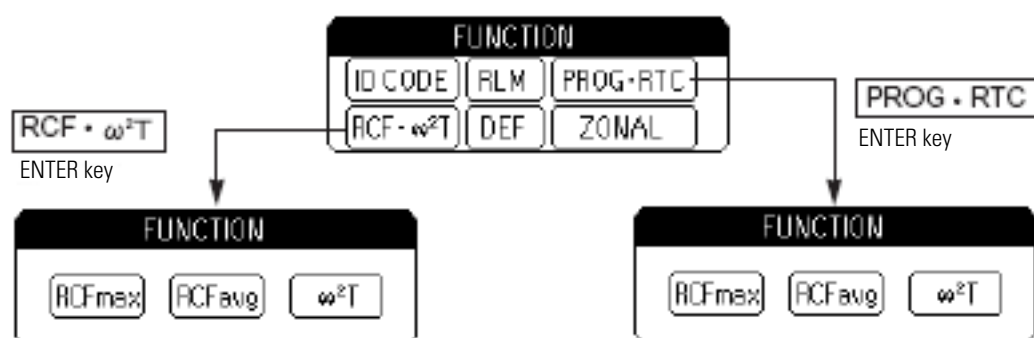 FUNCTION
ID CODE RLM PROG·RTC
RCF·ω²T DEF ZONAL
RCF · ω²T
ENTER key
PROG · RTC
ENTER key
FUNCTION
RCFmax RCFavg ω²T
FUNCTION
RCFmax RCFavg ω²T